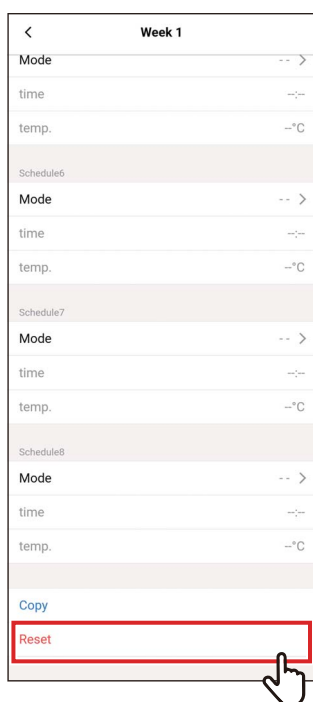 Week 1
Mode -- >
time --:--
temp. --°C
Schedule6
Mode -- >
time --:--
temp. --°C
Schedule7
Mode -- >
time --:--
temp. --°C
Schedule8
Mode -- >
time --:--
temp. --°C
Copy
Reset